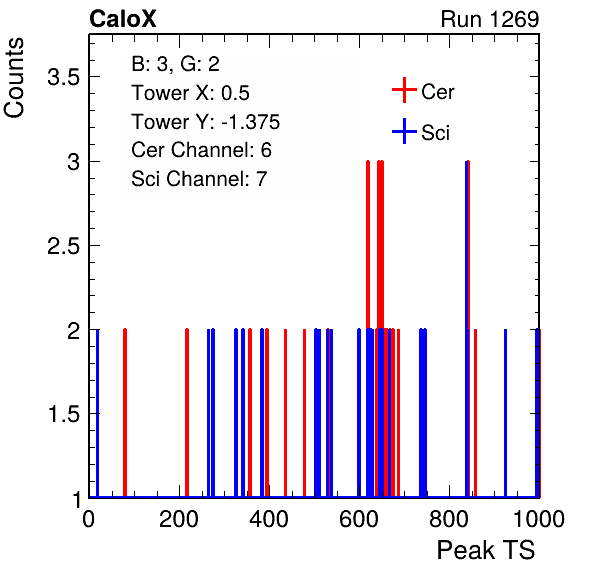 CaloX Run 1269
Counts
B: 3, G: 2
Tower X: 0.5
Tower Y: -1.375
Cer Channel: 6
Sci Channel: 7
Cer
Sci
3.5
3
2.5
2
1.5
1
0 200 400 600 800 1000
Peak TS